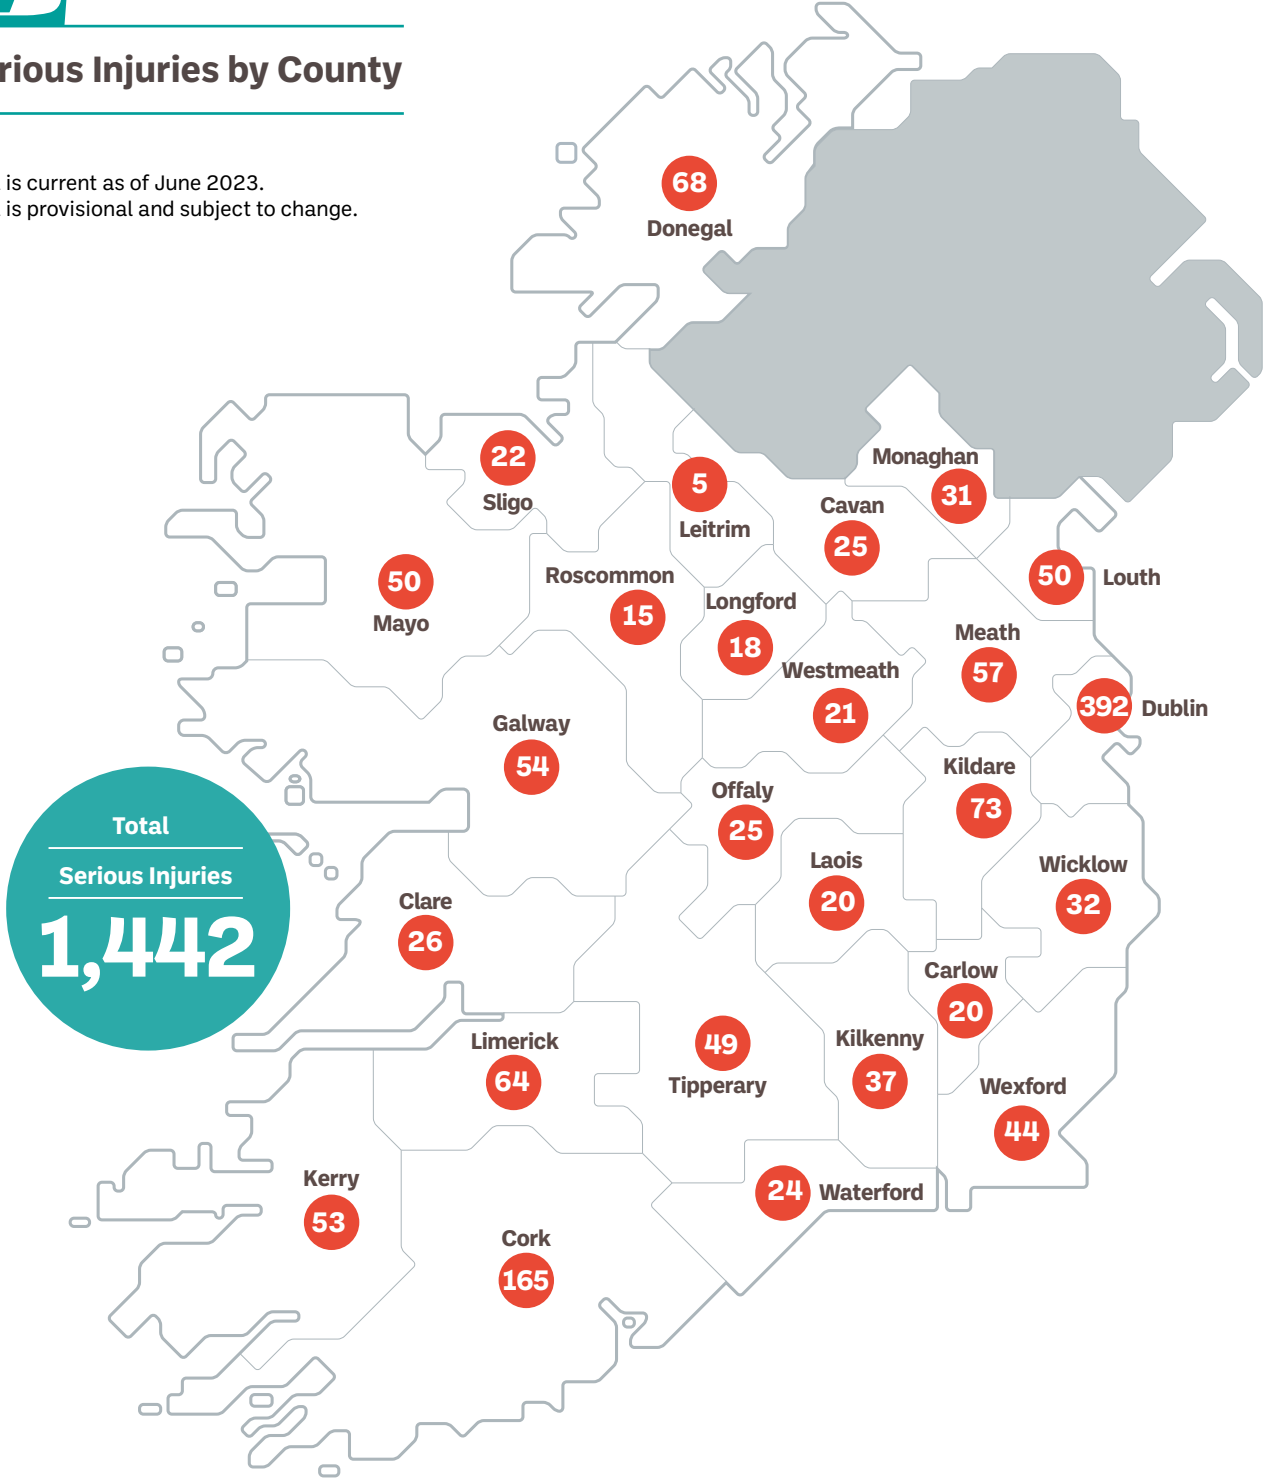 rious Injuries by County
is current as of June 2023.
is provisional and subject to change.
68
Donegal
22
Sligo
5
Leitrim
Monaghan
31
Cavan
25
50
Louth
50
Mayo
Roscommon
15
Longford
18
Meath
57
Westmeath
21
392
Dublin
Galway
54
Offaly
25
Kildare
73
Total
Serious Injuries
1,442
Laois
20
Wicklow
32
Clare
26
Carlow
20
Limerick
64
49
Tipperary
Kilkenny
37
Wexford
44
Kerry
53
24
Waterford
Cork
165